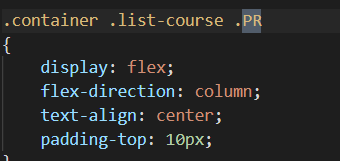 .container .list-course .PR
{
    display: flex;
    flex-direction: column;
    text-align: center;
    padding-top: 10px;
}